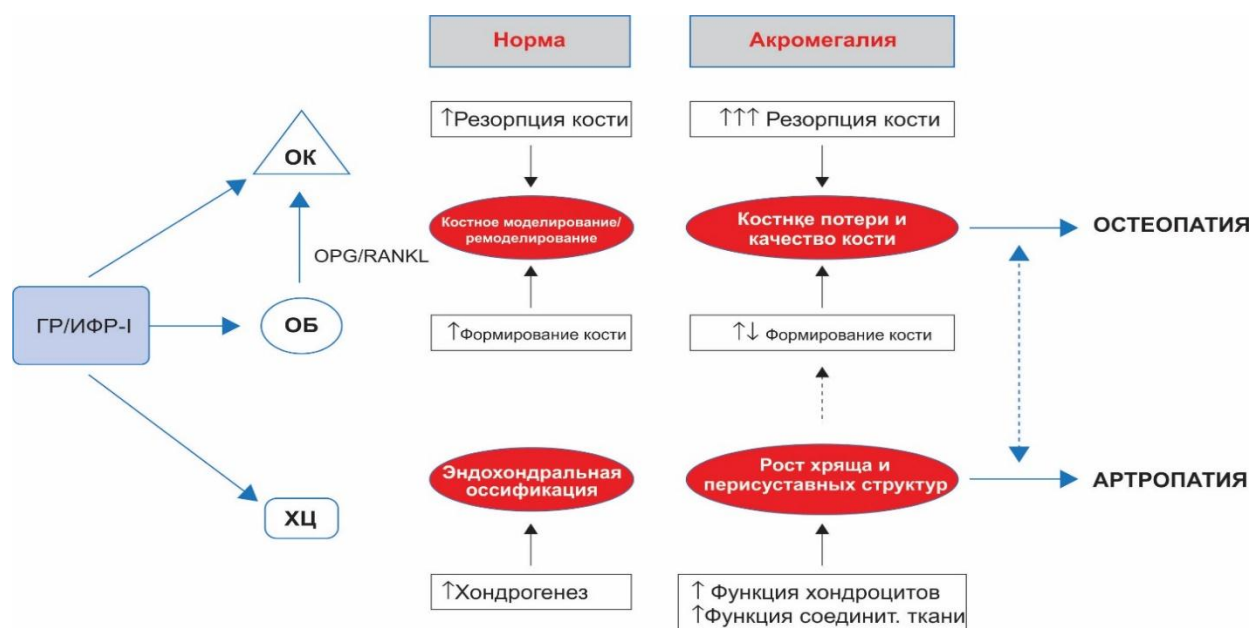 Норма
Акромегалия
↑Резорпция кости
↑↑↑ Резорпция кости
ОК
Костное моделирование/
ремоделирование
Костнқе потери и
качество кости
ОСТЕОПАТИЯ
OPG/RANKL
ГР/ИФР-I
ОБ
↑Формирование кости
↑↓ Формирование кости
Эндохондральная
оссификация
Рост хряща и
перисуставных структур
АРТРОПАТИЯ
ХЦ
↑Хондрогенез
↑ Функция хондроцитов
↑Функция соединит. ткани